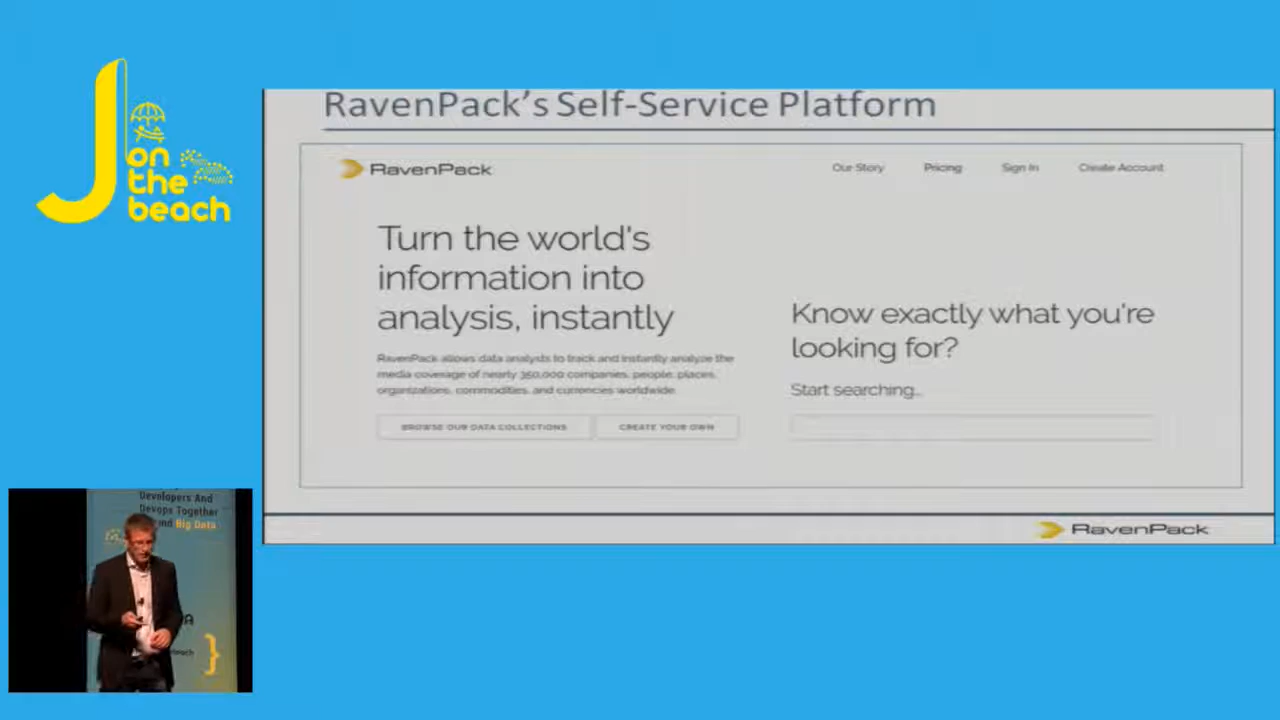 J
on
the
beach
RavenPack's Self-Service Platform
RavenPack
Our Story Pricing Sign In Create Account
Turn the world's
information into
analysis, instantly
RavenPack allows data analysts to track and instantly analyze the
media coverage of nearly 350,000 companies, people, places,
organizations, commodities, and currencies worldwide.
BROWSE OUR DATA COLLECTIONS
CREATE YOUR OWN
Know exactly what you're
looking for?
Start searching...
RavenPack
Developers And
Devops Together
Big Data
beach
}